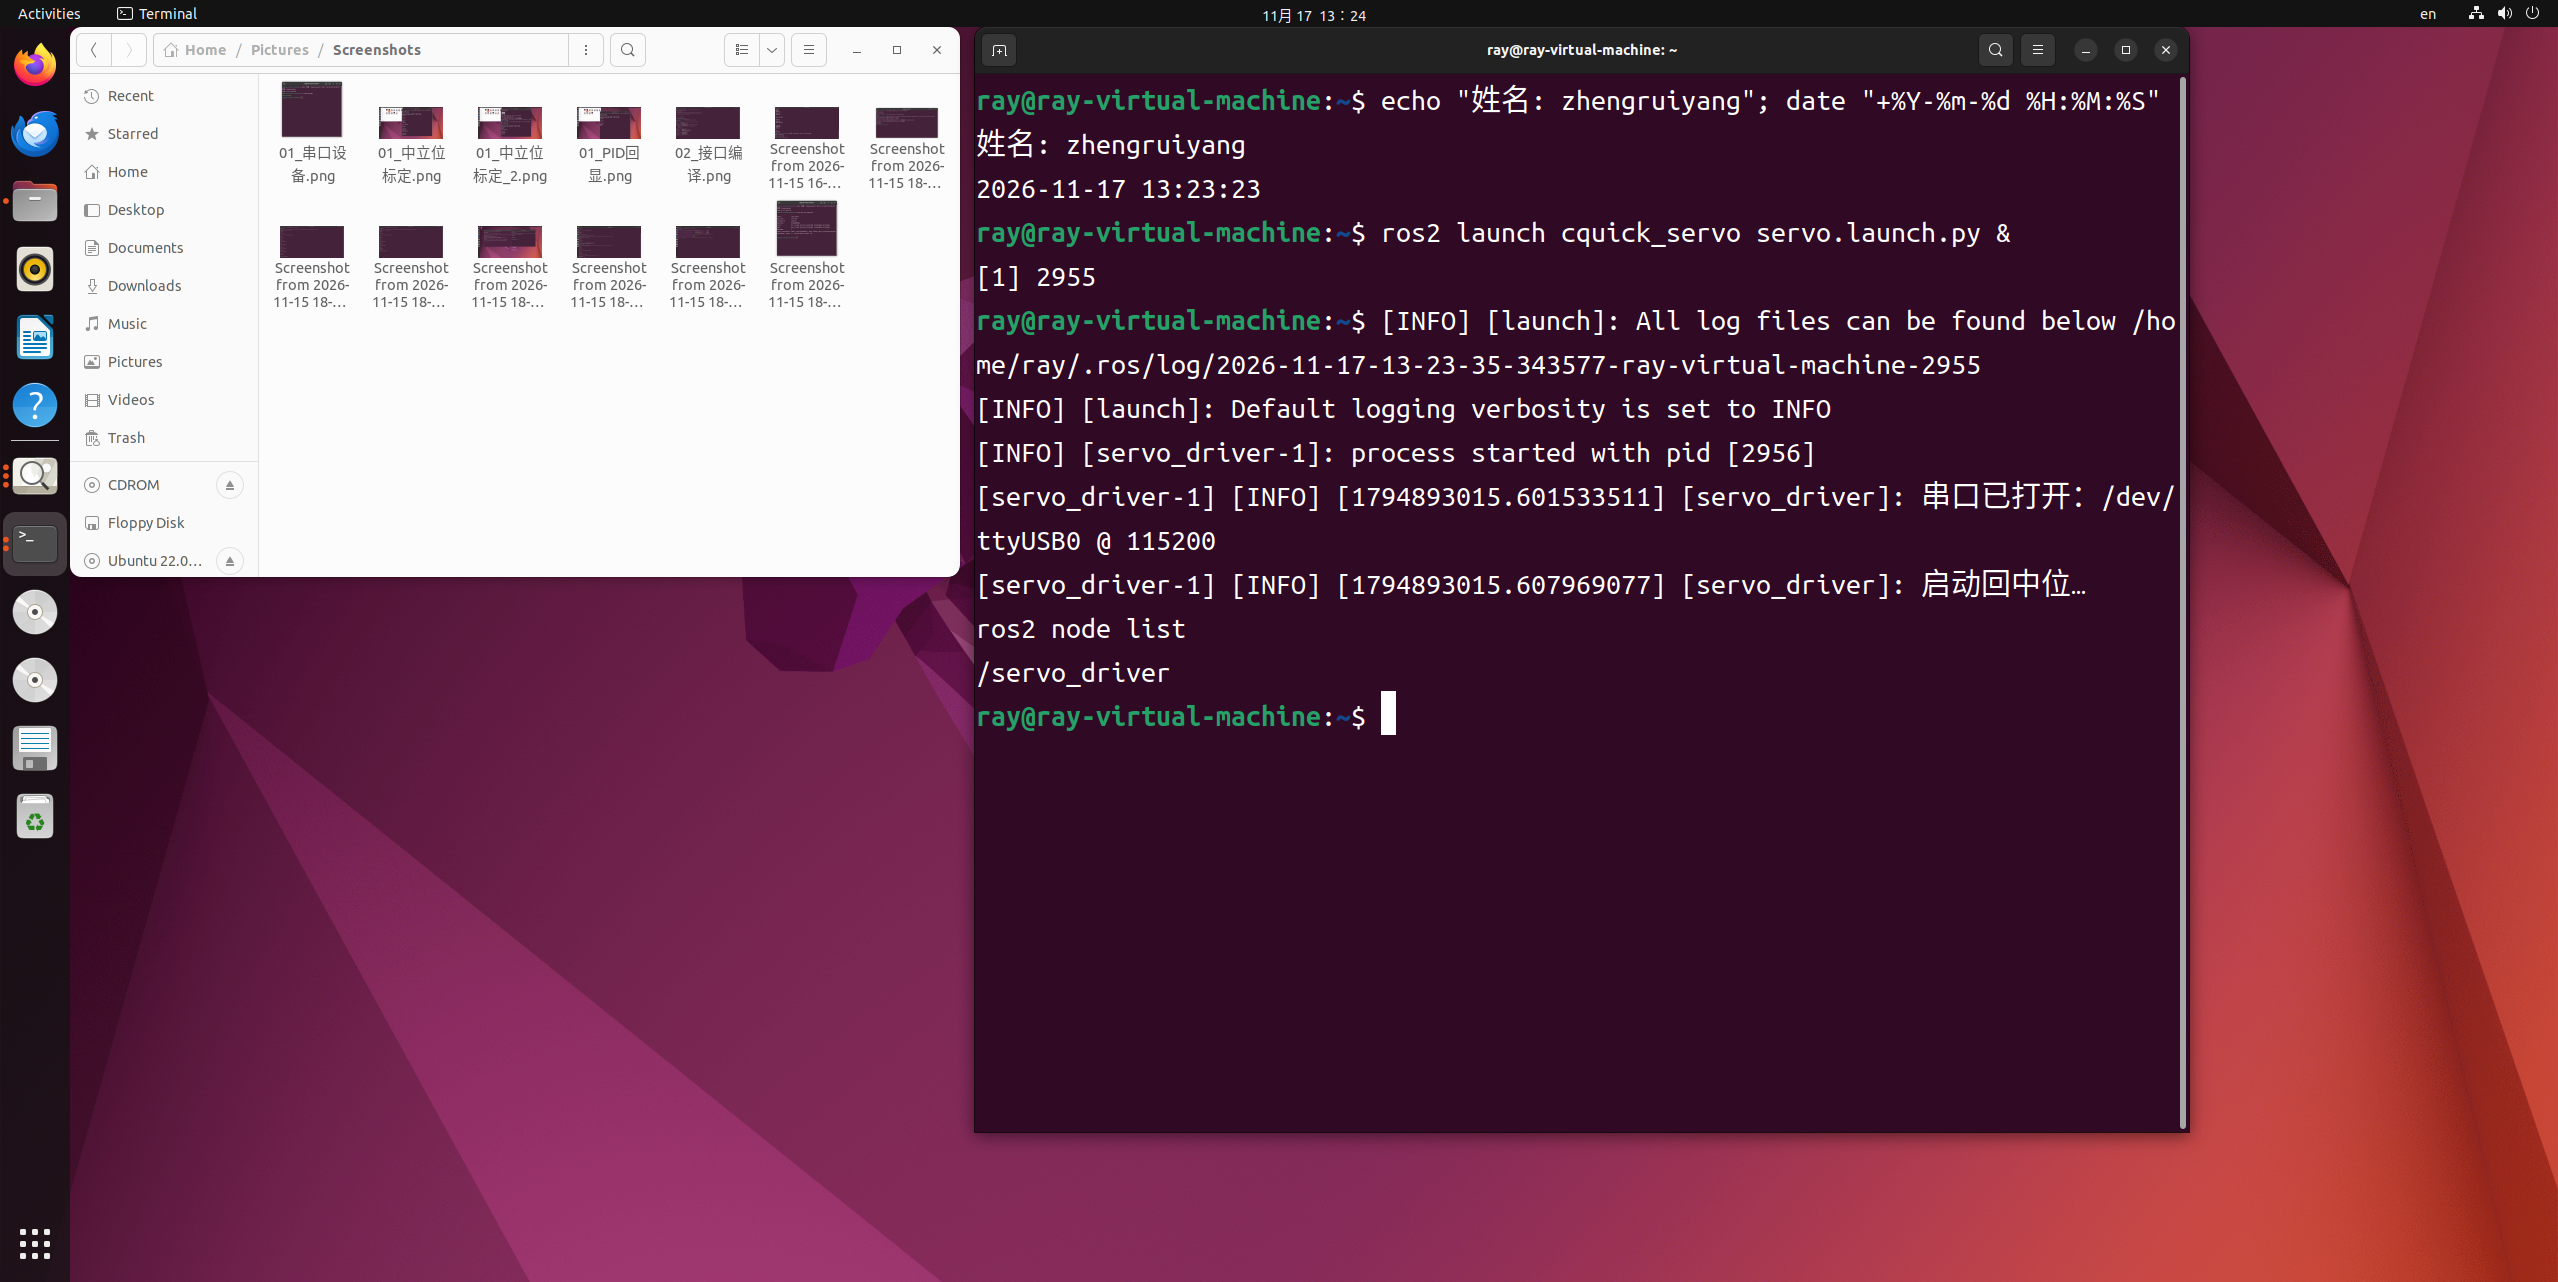 Activities
Terminal
11月 17 13：24
en
Home / Pictures / Screenshots
Recent
Starred
Home
Desktop
Documents
Downloads
Music
Pictures
Videos
Trash
CDROM
Floppy Disk
Ubuntu 22.0…
01_串口设
备.png
01_中立位
标定.png
01_中立位
标定_2.png
01_PID回
显.png
02_接口编
译.png
Screenshot
from 2026-
11-15 16-…
Screenshot
from 2026-
11-15 18-…
Screenshot
from 2026-
11-15 18-…
Screenshot
from 2026-
11-15 18-…
Screenshot
from 2026-
11-15 18-…
Screenshot
from 2026-
11-15 18-…
Screenshot
from 2026-
11-15 18-…
Screenshot
from 2026-
11-15 18-…
ray@ray-virtual-machine: ~
ray@ray-virtual-machine:~$ echo "姓名: zhengruiyang"; date "+%Y-%m-%d %H:%M:%S"
姓名: zhengruiyang
2026-11-17 13:23:23
ray@ray-virtual-machine:~$ ros2 launch cquick_servo servo.launch.py &
[1] 2955
ray@ray-virtual-machine:~$ [INFO] [launch]: All log files can be found below /ho
me/ray/.ros/log/2026-11-17-13-23-35-343577-ray-virtual-machine-2955
[INFO] [launch]: Default logging verbosity is set to INFO
[INFO] [servo_driver-1]: process started with pid [2956]
[servo_driver-1] [INFO] [1794893015.601533511] [servo_driver]: 串口已打开: /dev/
ttyUSB0 @ 115200
[servo_driver-1] [INFO] [1794893015.607969077] [servo_driver]: 启动回中位…
ros2 node list
/servo_driver
ray@ray-virtual-machine:~$